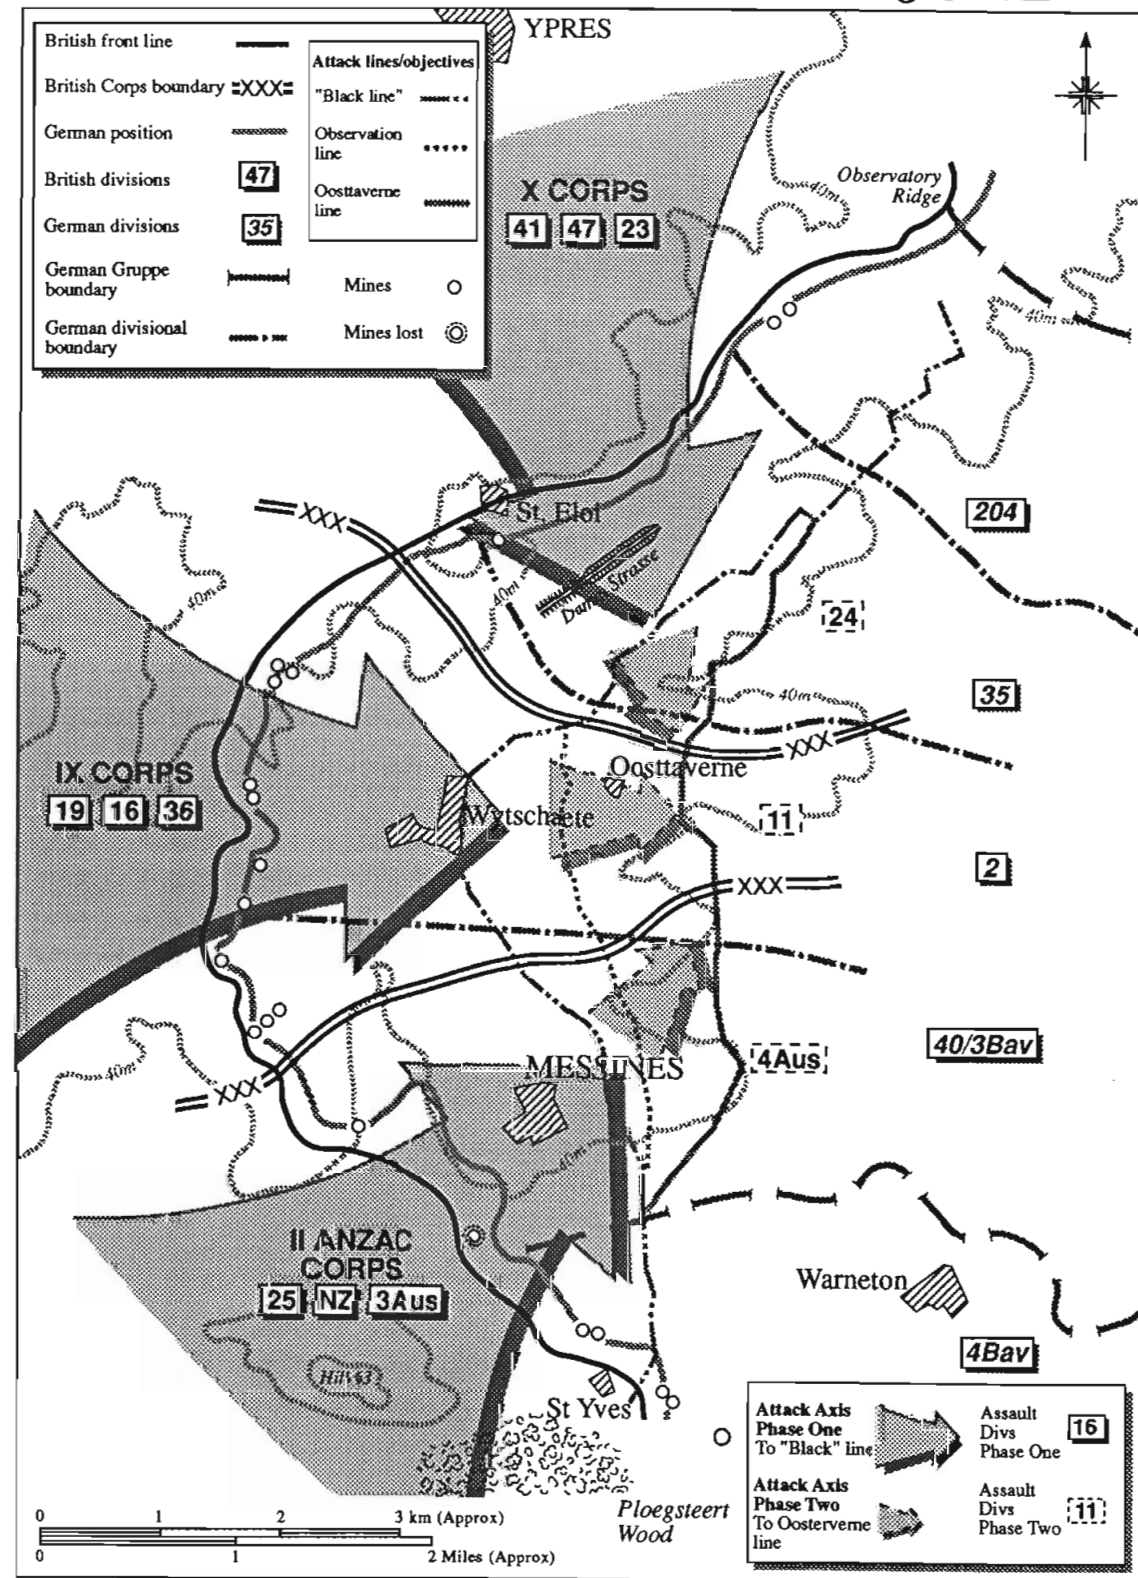 YPRES
British front line
British Corps boundary
XXX
German position
British divisions
47
German divisions
35
German Gruppe
boundary
German divisional
boundary
Attack lines/objectives
"Black line"
Observation
line
Oosttaverne
line
Mines
Mines lost
X CORPS
41 47 23
40m
Observatory
Ridge
40m
St. Eloi
XXX
40m
40m
Damm Strasse
204
24
35
40m
XXX
IX CORPS
19 16 36
Oosttaverne
Wytschaete
11
2
XXX
40/3Bav
4Aus
MESSINES
40m
XXX
40m
II ANZAC
CORPS
25 NZ 3Aus
Hill 63
Warneton
4Bav
St Yves
Ploegsteert
Wood
Attack Axis
Phase One
To "Black" line
Assault
Divs
Phase One
16
Attack Axis
Phase Two
To Oosterverne
line
Assault
Divs
Phase Two
11
0 1 2 3 km (Approx)
0 1 2 Miles (Approx)